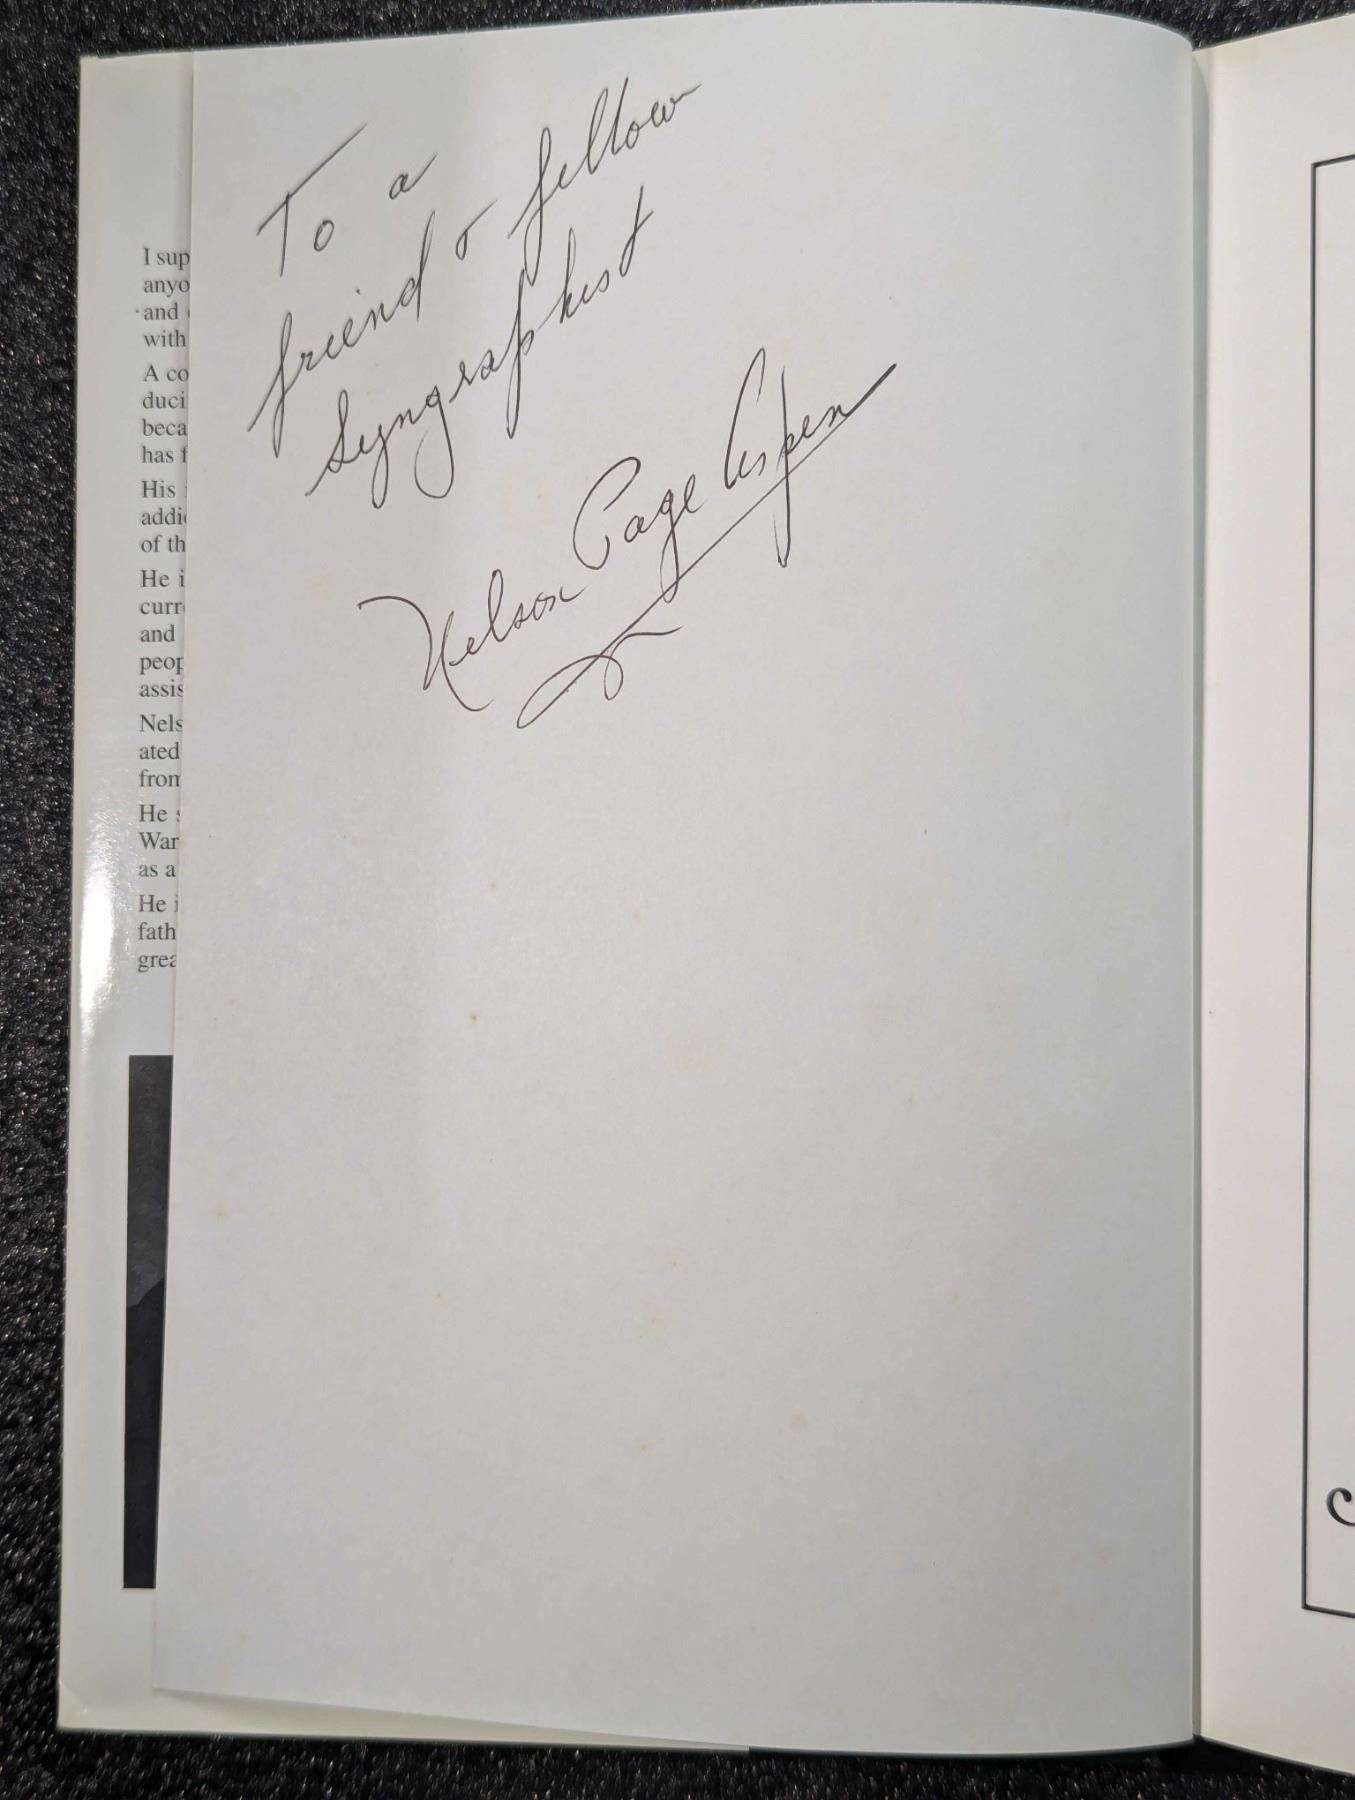 To a
friend & fellow
Syngraphist
Nelson Page Aspen
I sup
anyo
and
with
A co
duci
beca
has f
His
addi
of th
He i
curr
and
peop
assis
Nels
ated
from
He s
War
as a
He i
fath
grea